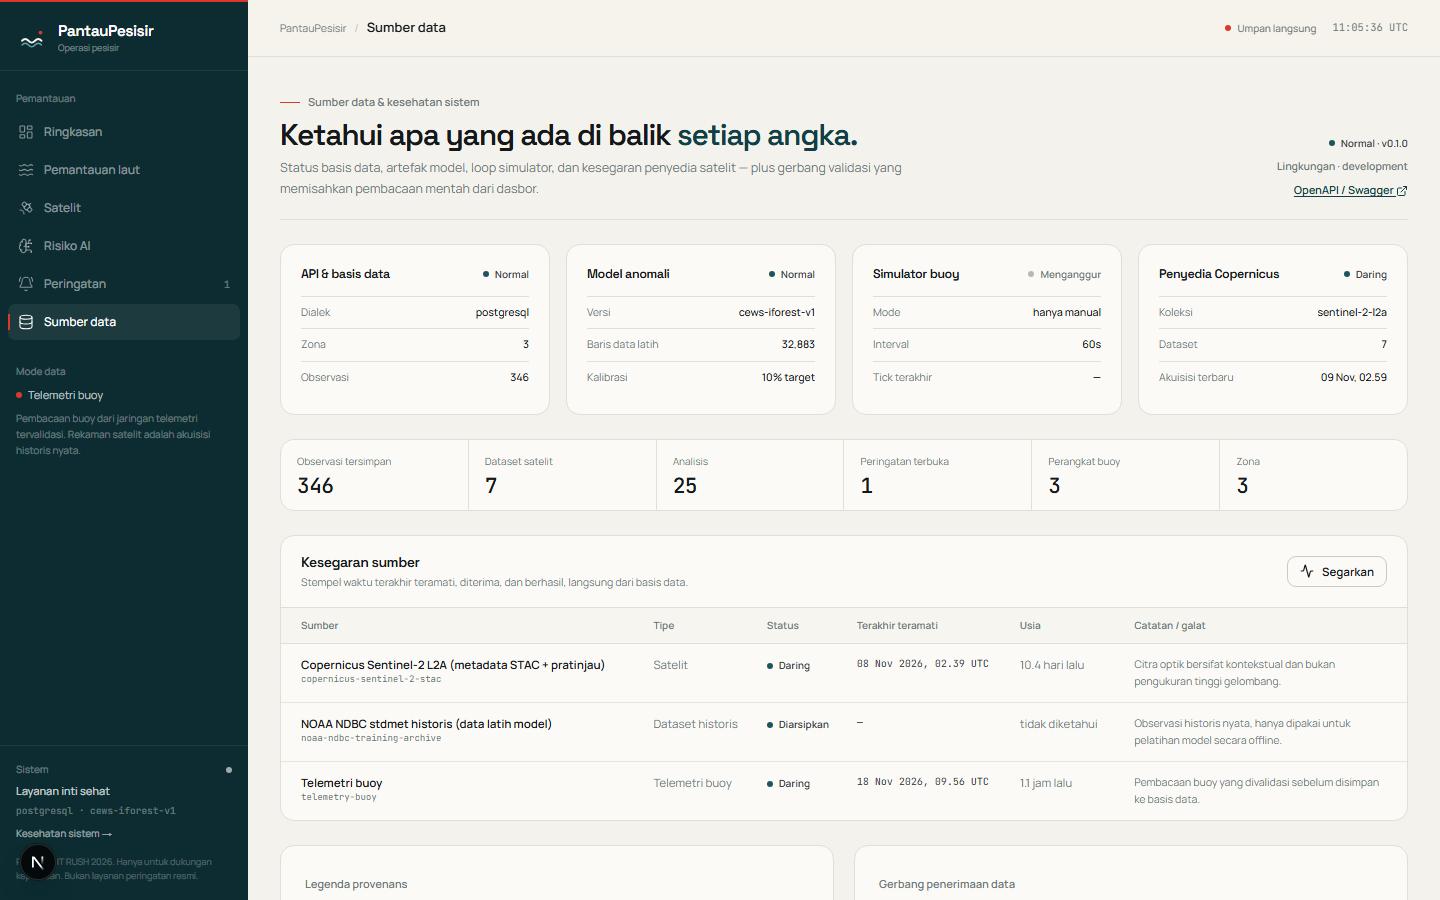 PantauPesisir
Operasi pesisir
Pemantauan
Ringkasan
Pemantauan laut
Satelit
Risiko AI
Peringatan 1
Sumber data
Mode data
Telemetri buoy
Pembacaan buoy dari jaringan telemetri
tervalidasi. Rekaman satelit adalah akuisisi
historis nyata.
Sistem
Layanan inti sehat
postgresql · cews-iforest-v1
Kesehatan sistem →
IT RUSH 2026. Hanya untuk dukungan
Bukan layanan peringatan resmi.
N
PantauPesisir / Sumber data
Umpan langsung 11:05:36 UTC
Sumber data & kesehatan sistem
Ketahui apa yang ada di balik setiap angka.
Status basis data, artefak model, loop simulator, dan kesegaran penyedia satelit — plus gerbang validasi yang
memisahkan pembacaan mentah dari dasbor.
Normal · v0.1.0
Lingkungan · development
OpenAPI / Swagger
API & basis data Normal
Dialek postgresql
Zona 3
Observasi 346
Model anomali Normal
Versi cews-iforest-v1
Baris data latih 32,883
Kalibrasi 10% target
Simulator buoy Menganggur
Mode hanya manual
Interval 60s
Tick terakhir —
Penyedia Copernicus Daring
Koleksi sentinel-2-l2a
Dataset 7
Akuisisi terbaru 09 Nov, 02.59
Observasi tersimpan
346
Dataset satelit
7
Analisis
25
Peringatan terbuka
1
Perangkat buoy
3
Zona
3
Kesegaran sumber
Stempel waktu terakhir teramati, diterima, dan berhasil, langsung dari basis data.
Segarkan
Sumber Tipe Status Terakhir teramati Usia Catatan / galat
Copernicus Sentinel-2 L2A (metadata STAC + pratinjau) Satelit Daring 08 Nov 2026, 02.39 UTC 10.4 hari lalu Citra optik bersifat kontekstual dan bukan
copernicus-sentinel-2-stac pengukuran tinggi gelombang.
NOAA NDBC stdmet historis (data latih model) Dataset historis Diarsipkan — tidak diketahui Observasi historis nyata, hanya dipakai untuk
noaa-ndbc-training-archive pelatihan model secara offline.
Telemetri buoy Telemetri buoy Daring 18 Nov 2026, 09.56 UTC 1.1 jam lalu Pembacaan buoy yang divalidasi sebelum disimpan
telemetry-buoy ke basis data.
Legenda provenans
Gerbang penerimaan data